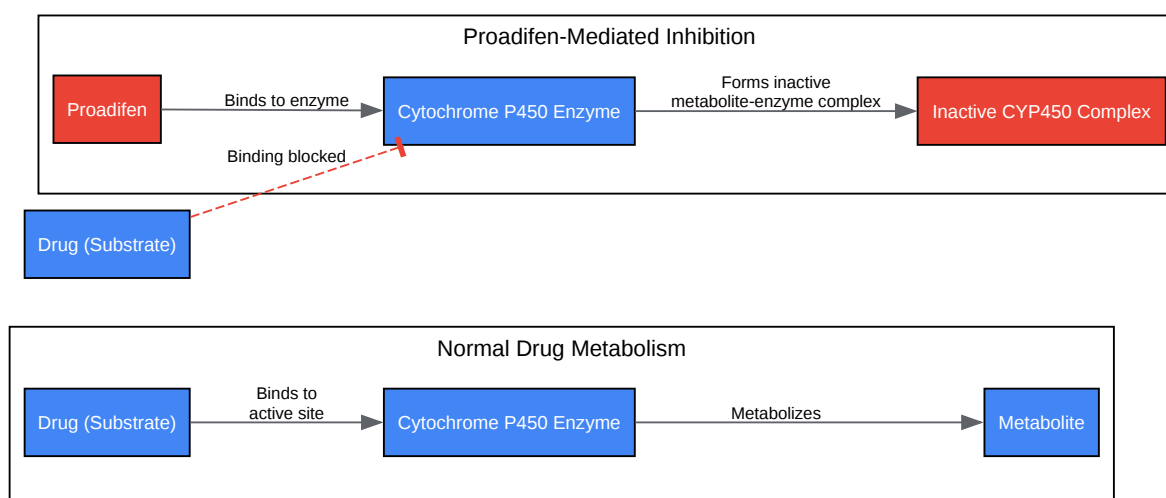 Proadifen-Mediated Inhibition
Proadifen
Binds to enzyme
Cytochrome P450 Enzyme
Forms inactive
metabolite-enzyme complex
Inactive CYP450 Complex
Binding blocked
Drug (Substrate)
Normal Drug Metabolism
Drug (Substrate)
Binds to
active site
Cytochrome P450 Enzyme
Metabolizes
Metabolite